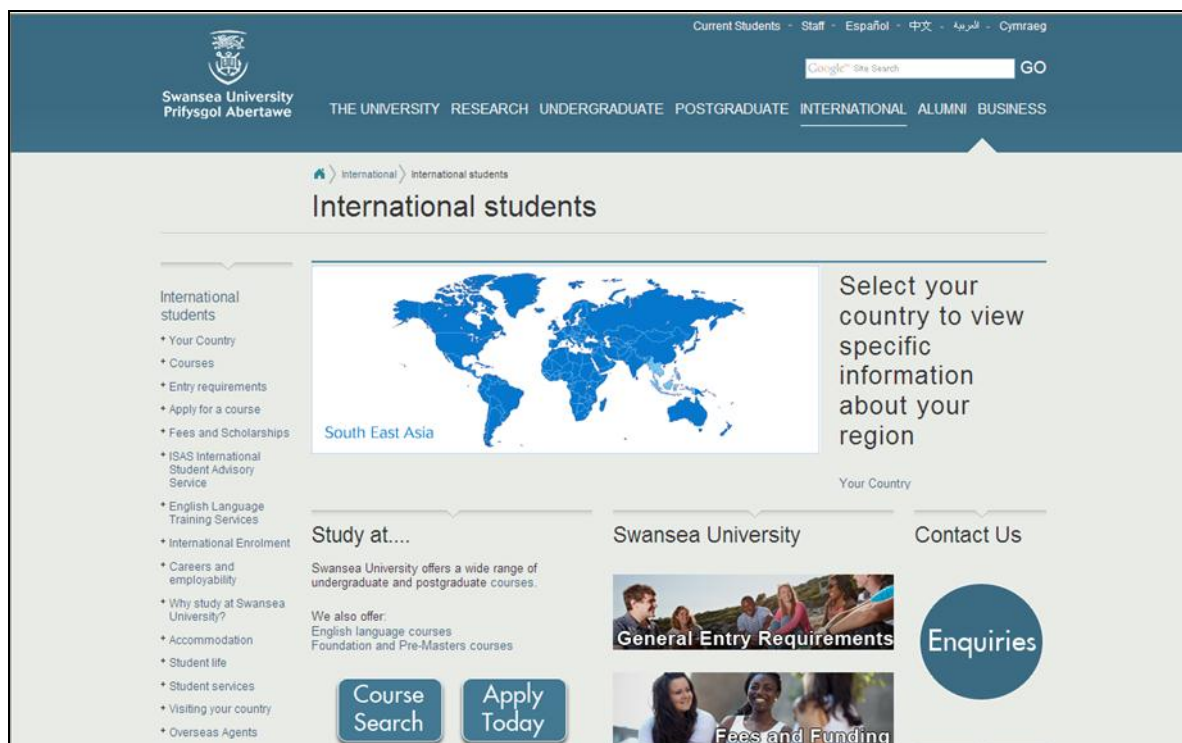 Current Students - Staff - Español - 中文 - العربية - Cymraeg
Google™ Site Search
GO
Swansea University
Prifysgol Abertawe
THE UNIVERSITY RESEARCH UNDERGRADUATE POSTGRADUATE INTERNATIONAL ALUMNI BUSINESS
International
International students
International students
International
students
Your Country
Courses
Entry requirements
Apply for a course
Fees and Scholarships
ISAS International
Student Advisory
Service
English Language
Training Services
International Enrolment
Careers and
employability
Why study at Swansea
University?
Accommodation
Student life
Student services
Visiting your country
Overseas Agents
South East Asia
Select your
country to view
specific
information
about your
region
Your Country
Study at....
Swansea University offers a wide range of
undergraduate and postgraduate courses.
We also offer:
English language courses
Foundation and Pre-Masters courses
Course
Search
Apply
Today
Swansea University
General Entry Requirements
Fees and Funding
Contact Us
Enquiries